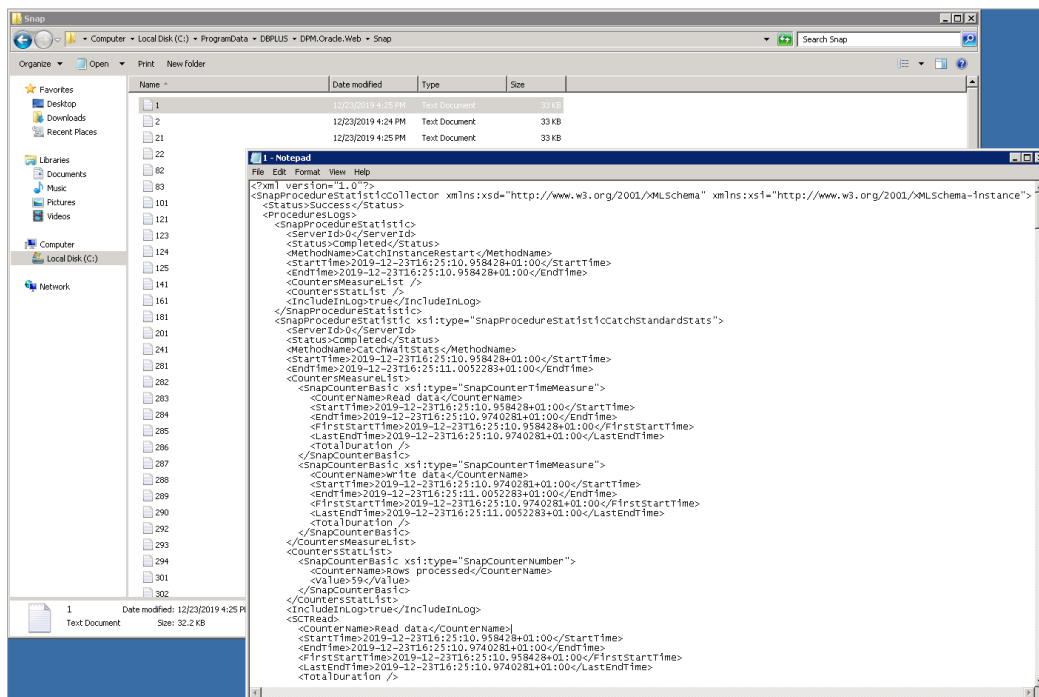 Snap
Computer Local Disk (C:) ProgramData DBPLUS DPM.Oracle.Web Snap
Search Snap
Organize Open Print New folder
Favorites
Desktop
Downloads
Recent Places
Libraries
Documents
Music
Pictures
Videos
Computer
Local Disk (C:)
Network
Name Date modified Type Size
1 12/23/2019 4:25 PM Text Document 33 KB
2 12/23/2019 4:24 PM Text Document 33 KB
21 12/23/2019 4:25 PM Text Document 33 KB
22
82
83
101
121
123
124
125
141
161
181
201
241
281
282
283
284
285
286
287
288
289
290
292
293
294
301
302
1 Date modified: 12/23/2019 4:25 P
Text Document Size: 32.2 KB
1 - Notepad
File Edit Format View Help
<?xml version="1.0"?>
<SnapProcedureStatisticCollector xmlns:xsd="http://www.w3.org/2001/XMLSchema" xmlns:xsi="http://www.w3.org/2001/XMLSchema-instance">
<Status>Success</Status>
<ProceduresLogs>
<SnapProcedureStatistic>
<ServerId>0</ServerId>
<Status>Completed</Status>
<MethodName>CatchInstanceRestart</MethodName>
<StartTime>2019-12-23T16:25:10.958428+01:00</StartTime>
<EndTime>2019-12-23T16:25:10.958428+01:00</EndTime>
<CountersMeasureList />
<CountersStatList />
<IncludeInLog>true</IncludeInLog>
</SnapProcedureStatistic>
<SnapProcedureStatistic xsi:type="SnapProcedureStatisticCatchStandardStats">
<ServerId>0</ServerId>
<Status>Completed</Status>
<MethodName>CatchWaitStats</MethodName>
<StartTime>2019-12-23T16:25:10.958428+01:00</StartTime>
<EndTime>2019-12-23T16:25:11.0052283+01:00</EndTime>
<CountersMeasureList>
<SnapCounterBasic xsi:type="SnapCounterTimeMeasure">
<CounterName>Read data</CounterName>
<StartTime>2019-12-23T16:25:10.958428+01:00</StartTime>
<EndTime>2019-12-23T16:25:10.9740281+01:00</EndTime>
<FirstStartTime>2019-12-23T16:25:10.958428+01:00</FirstStartTime>
<LastEndTime>2019-12-23T16:25:10.9740281+01:00</LastEndTime>
<TotalDuration />
</SnapCounterBasic>
<SnapCounterBasic xsi:type="SnapCounterTimeMeasure">
<CounterName>Write data</CounterName>
<StartTime>2019-12-23T16:25:10.9740281+01:00</StartTime>
<EndTime>2019-12-23T16:25:11.0052283+01:00</EndTime>
<FirstStartTime>2019-12-23T16:25:10.9740281+01:00</FirstStartTime>
<LastEndTime>2019-12-23T16:25:11.0052283+01:00</LastEndTime>
<TotalDuration />
</SnapCounterBasic>
</CountersMeasureList>
<CountersStatList>
<SnapCounterBasic xsi:type="SnapCounterNumber">
<CounterName>Rows processed</CounterName>
<Value>59</Value>
</SnapCounterBasic>
</CountersStatList>
<IncludeInLog>true</IncludeInLog>
<SCTRead>
<CounterName>Read data</CounterName>
<StartTime>2019-12-23T16:25:10.958428+01:00</StartTime>
<EndTime>2019-12-23T16:25:10.9740281+01:00</EndTime>
<FirstStartTime>2019-12-23T16:25:10.958428+01:00</FirstStartTime>
<LastEndTime>2019-12-23T16:25:10.9740281+01:00</LastEndTime>
<TotalDuration />